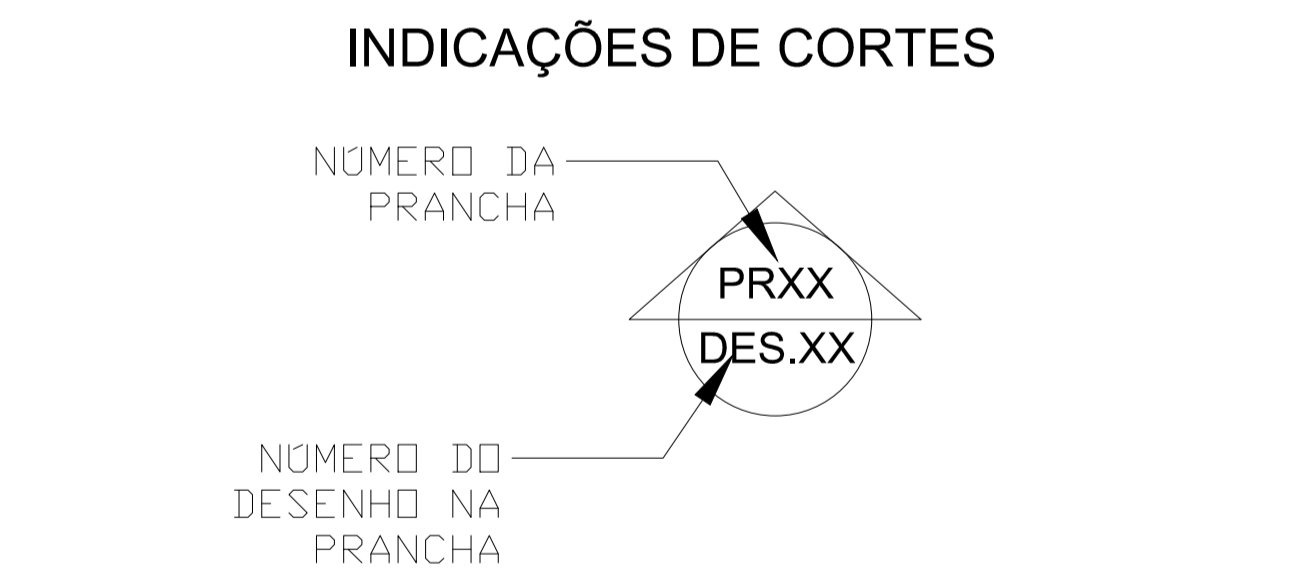 INDICAÇÕES DE CORTES
NÚMERO DA
PRANCHA
PRXX
DES.XX
NÚMERO DO
DESENHO NA
PRANCHA